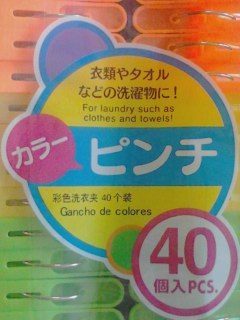 衣類やタオル
などの洗濯物に!
For laundry such as
clothes and towels!
カラー
ピンチ
彩色洗衣夹 40个装
Gancho de colores
40
個入PCS.